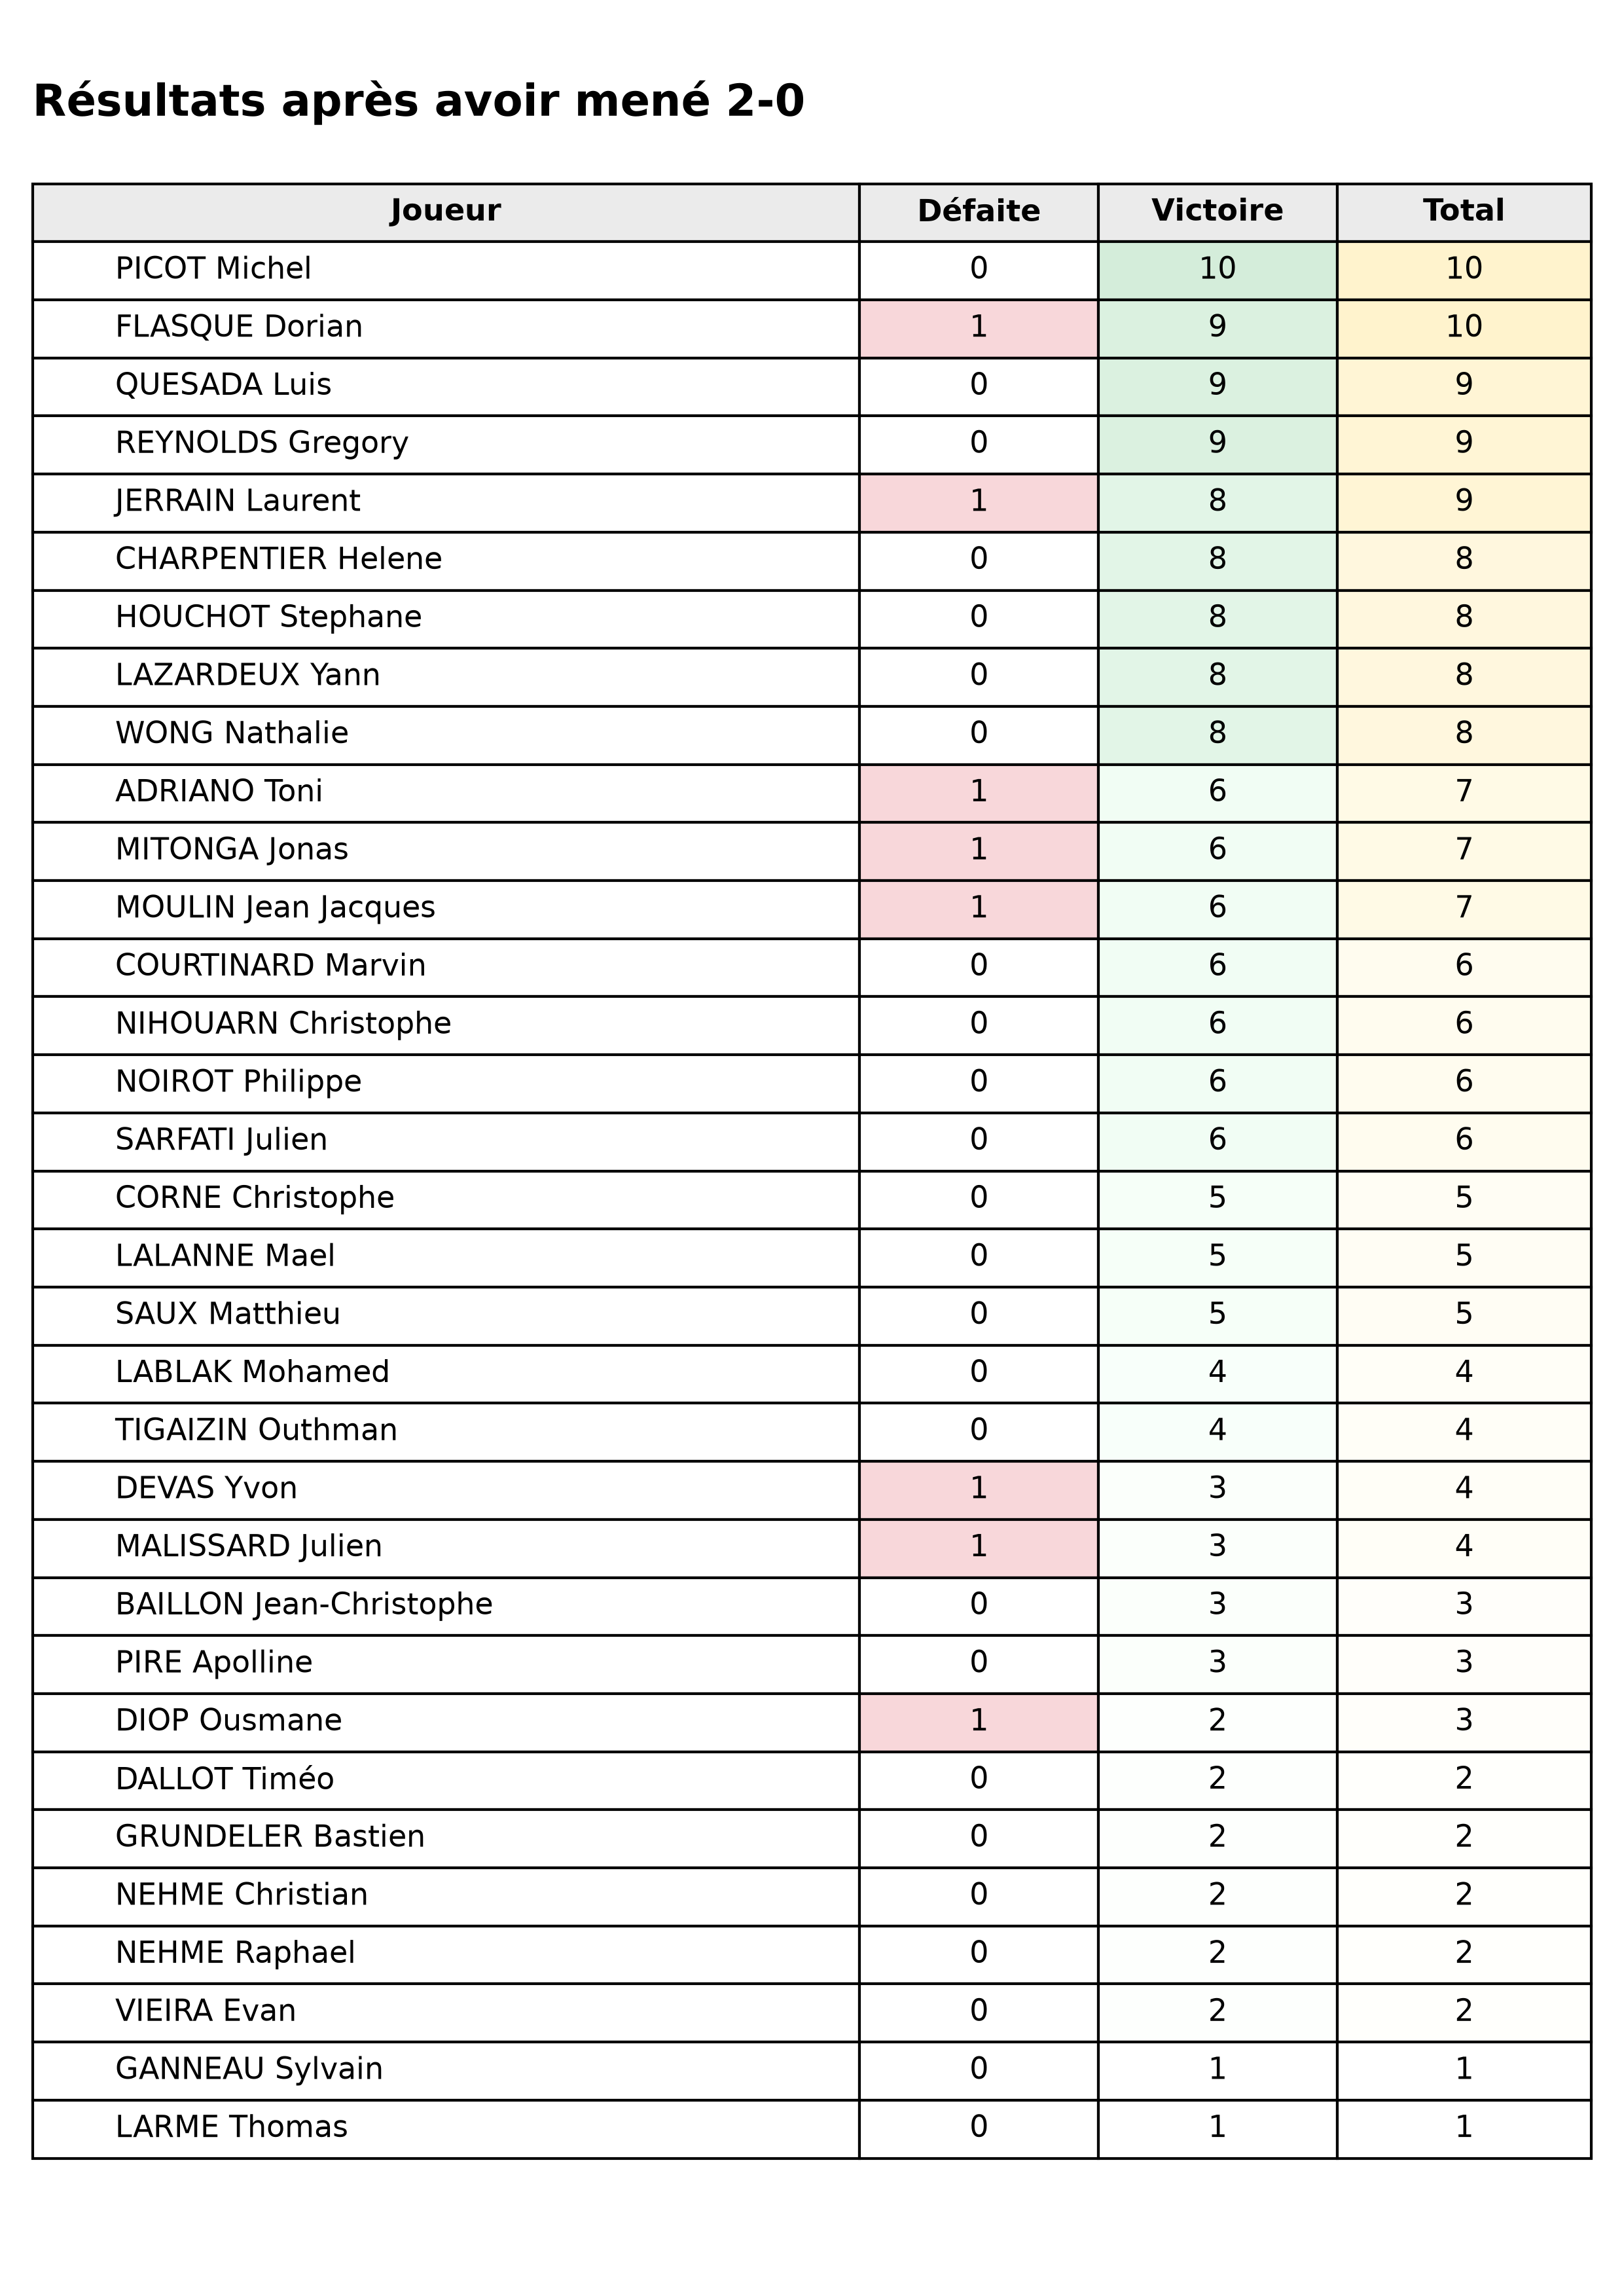 Résultats après avoir mené 2-0
Joueur Défaite Victoire Total
PICOT Michel 0 10 10
FLASQUE Dorian 1 9 10
QUESADA Luis 0 9 9
REYNOLDS Gregory 0 9 9
JERRAIN Laurent 1 8 9
CHARPENTIER Helene 0 8 8
HOUCHOT Stephane 0 8 8
LAZARDEUX Yann 0 8 8
WONG Nathalie 0 8 8
ADRIANO Toni 1 6 7
MITONGA Jonas 1 6 7
MOULIN Jean Jacques 1 6 7
COURTINARD Marvin 0 6 6
NIHOUARN Christophe 0 6 6
NOIROT Philippe 0 6 6
SARFATI Julien 0 6 6
CORNE Christophe 0 5 5
LALANNE Mael 0 5 5
SAUX Matthieu 0 5 5
LABLAK Mohamed 0 4 4
TIGAIZIN Outhman 0 4 4
DEVAS Yvon 1 3 4
MALISSARD Julien 1 3 4
BAILLON Jean-Christophe 0 3 3
PIRE Apolline 0 3 3
DIOP Ousmane 1 2 3
DALLOT Timéo 0 2 2
GRUNDELER Bastien 0 2 2
NEHME Christian 0 2 2
NEHME Raphael 0 2 2
VIEIRA Evan 0 2 2
GANNEAU Sylvain 0 1 1
LARME Thomas 0 1 1